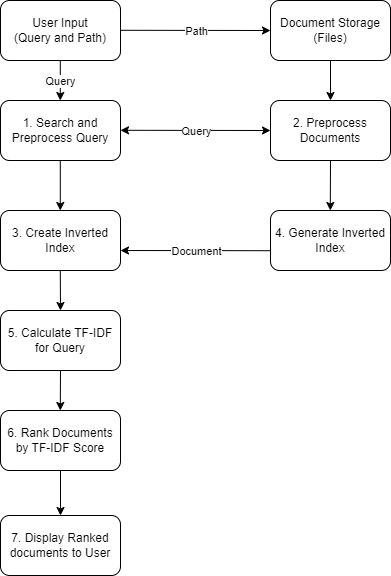 User Input
(Query and Path)
Path
Document Storage
(Files)
Query
1. Search and
Preprocess Query
Query
2. Preprocess
Documents
3. Create Inverted
Index
Document
4. Generate Inverted
Index
5. Calculate TF-IDF
for Query
6. Rank Documents
by TF-IDF Score
7. Display Ranked
documents to User